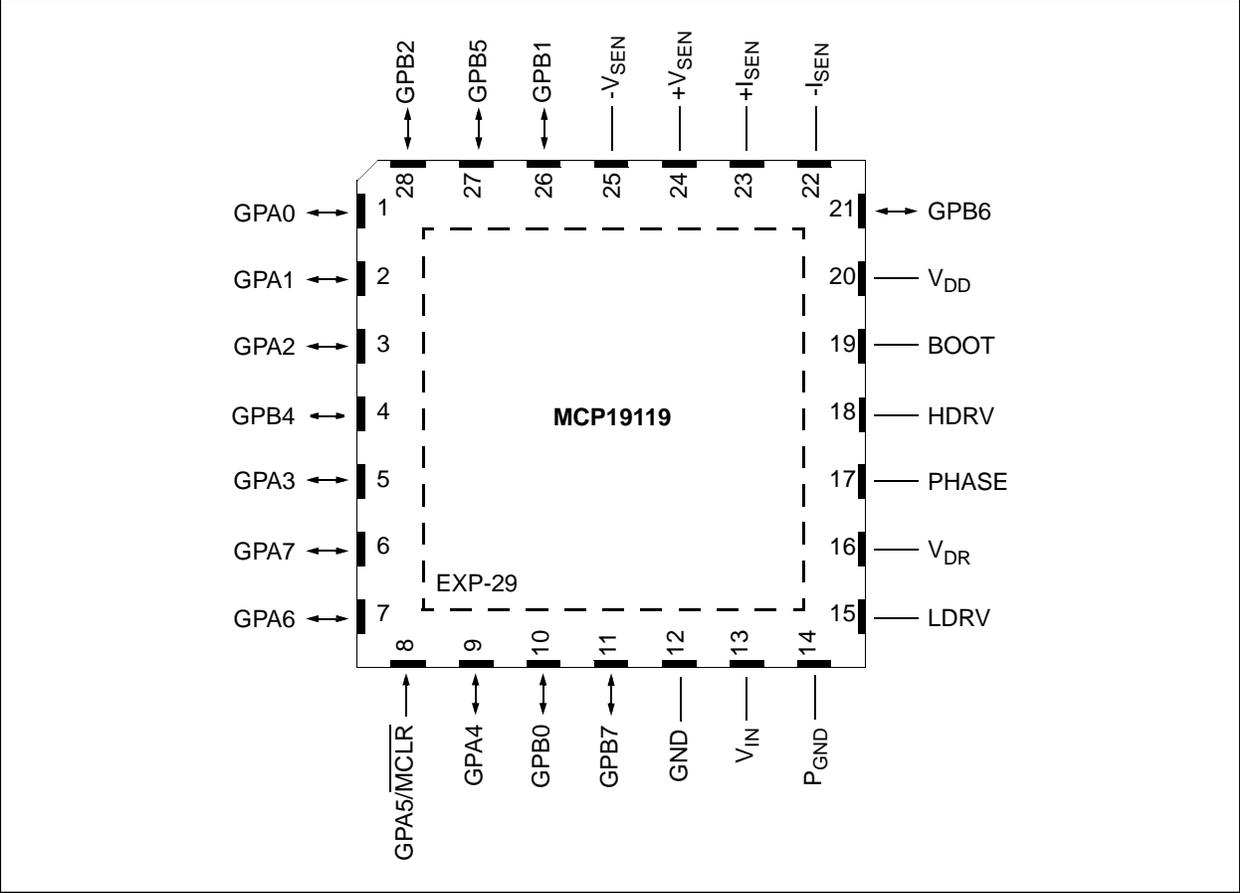 GPB2
GPB5
GPB1
-VSEN
+VSEN
+ISEN
-ISEN
28
27
26
25
24
23
22
GPA0
1
21
GPB6
GPA1
2
20
VDD
GPA2
3
19
BOOT
GPB4
4
MCP19119
18
HDRV
GPA3
5
17
PHASE
GPA7
6
16
VDR
EXP-29
GPA6
7
15
LDRV
8
9
10
11
12
13
14
GPA5/MCLR
GPA4
GPB0
GPB7
GND
VIN
PGND